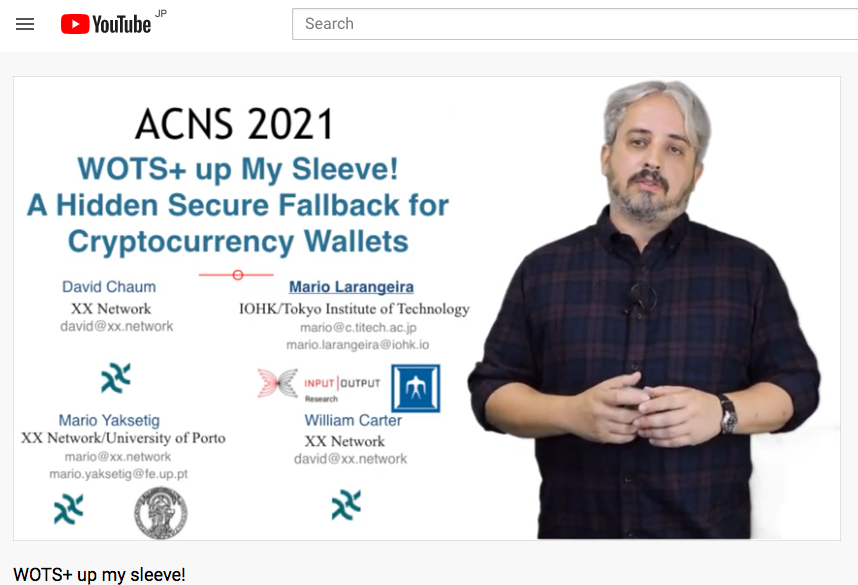 YouTube JP
Search
ACNS 2021
WOTS+ up My Sleeve!
A Hidden Secure Fallback for
Cryptocurrency Wallets
David Chaum
XX Network
david@xx.network
Mario Larangeira
IOHK/Tokyo Institute of Technology
mario@c.titech.ac.jp
mario.larangeira@iohk.io
INPUT|OUTPUT
Research
Mario Yaksetig
XX Network/University of Porto
mario@xx.network
mario.yaksetig@fe.up.pt
William Carter
XX Network
david@xx.network
WOTS+ up my sleeve!